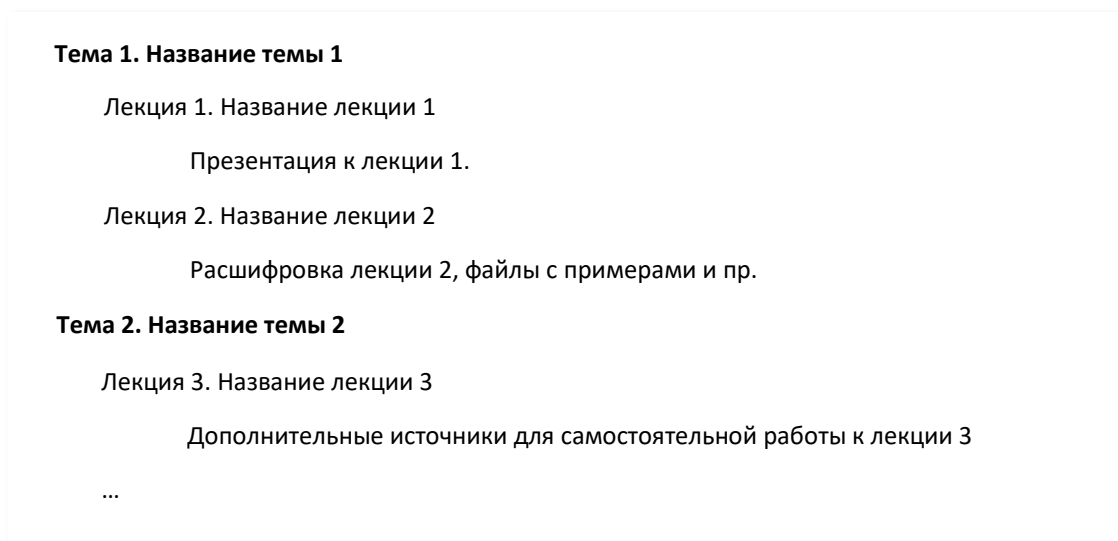 Тема 1. Название темы 1
Лекция 1. Название лекции 1
Презентация к лекции 1.
Лекция 2. Название лекции 2
Расшифровка лекции 2, файлы с примерами и пр.
Тема 2. Название темы 2
Лекция 3. Название лекции 3
Дополнительные источники для самостоятельной работы к лекции 3
...